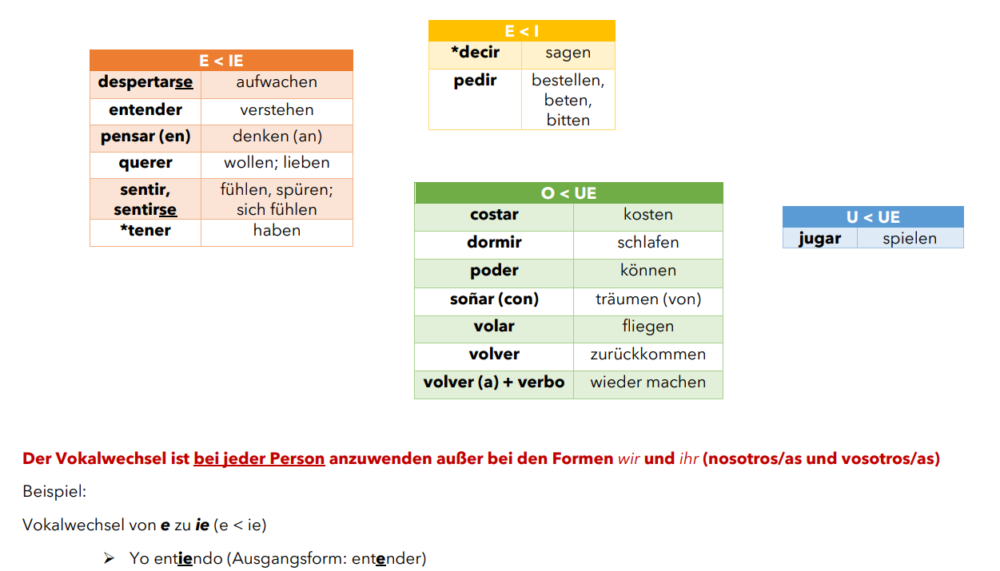 E < IE
despertarse aufwachen
entender verstehen
pensar (en) denken (an)
querer wollen; lieben
sentir, fühlen, spüren;
sentirse sich fühlen
*tener haben
E < I
*decir sagen
pedir bestellen,
beten,
bitten
O < UE
costar kosten
dormir schlafen
poder können
soñar (con) träumen (von)
volar fliegen
volver zurückkommen
volver (a) + verbo wieder machen
U < UE
jugar spielen
Der Vokalwechsel ist bei jeder Person anzuwenden außer bei den Formen wir und ihr (nosotros/as und vosotros/as)
Beispiel:
Vokalwechsel von e zu ie (e < ie)
➢ Yo entiendo (Ausgangsform: entender)